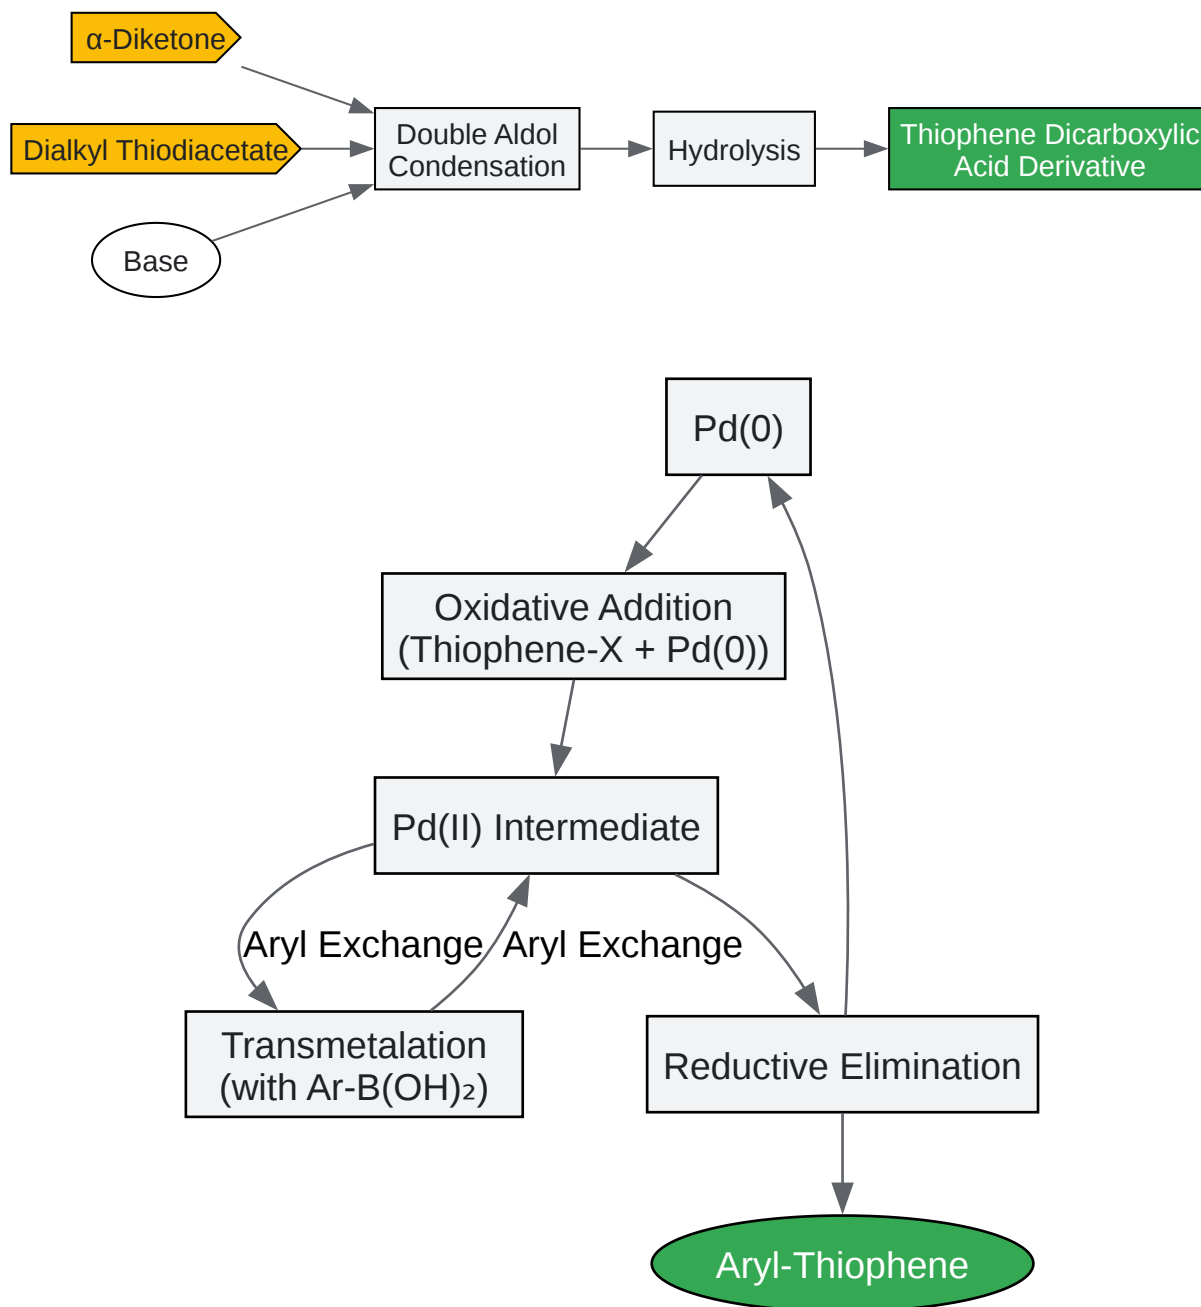 α-Diketone
Dialkyl Thiodiacetate
Base
Double Aldol
Condensation
Hydrolysis
Thiophene Dicarboxylic
Acid Derivative
Pd(0)
Oxidative Addition
(Thiophene-X + Pd(0))
Pd(II) Intermediate
Aryl Exchange
Aryl Exchange
Transmetalation
(with Ar-B(OH)₂)
Reductive Elimination
Aryl-Thiophene